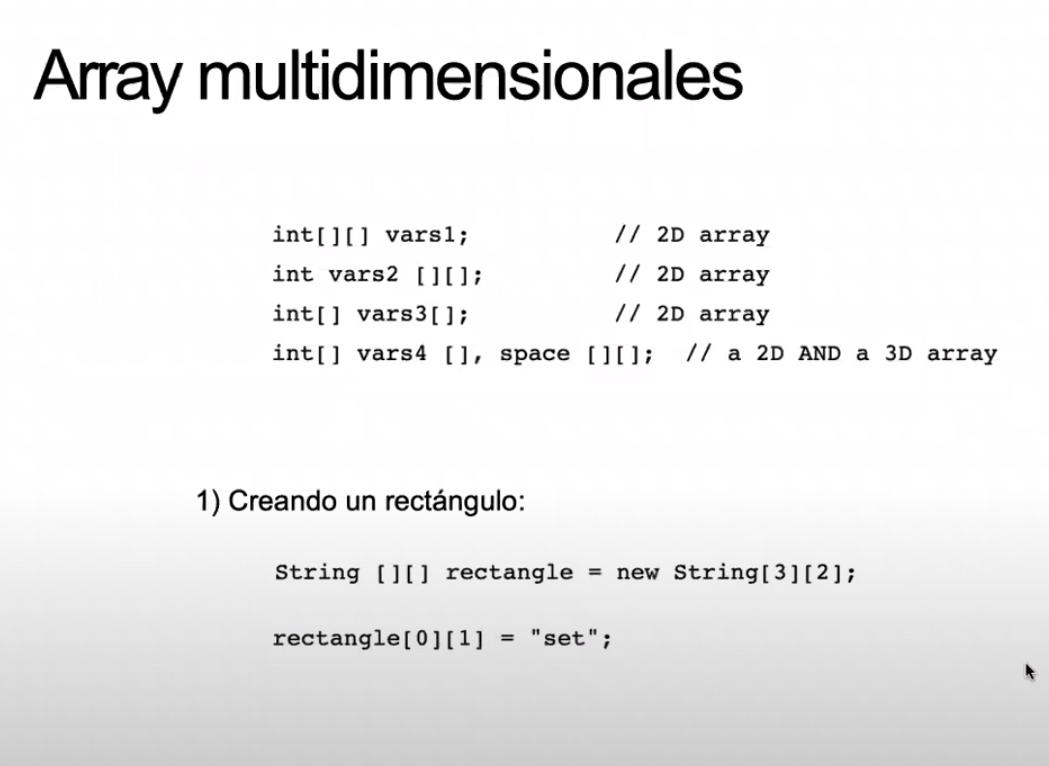 Array multidimensionales
int[][] vars1; // 2D array
int vars2 [][]; // 2D array
int[] vars3[]; // 2D array
int[] vars4 [], space [][]; // a 2D AND a 3D array
1) Creando un rectángulo:
String [][] rectangle = new String[3][2];
rectangle[0][1] = "set";